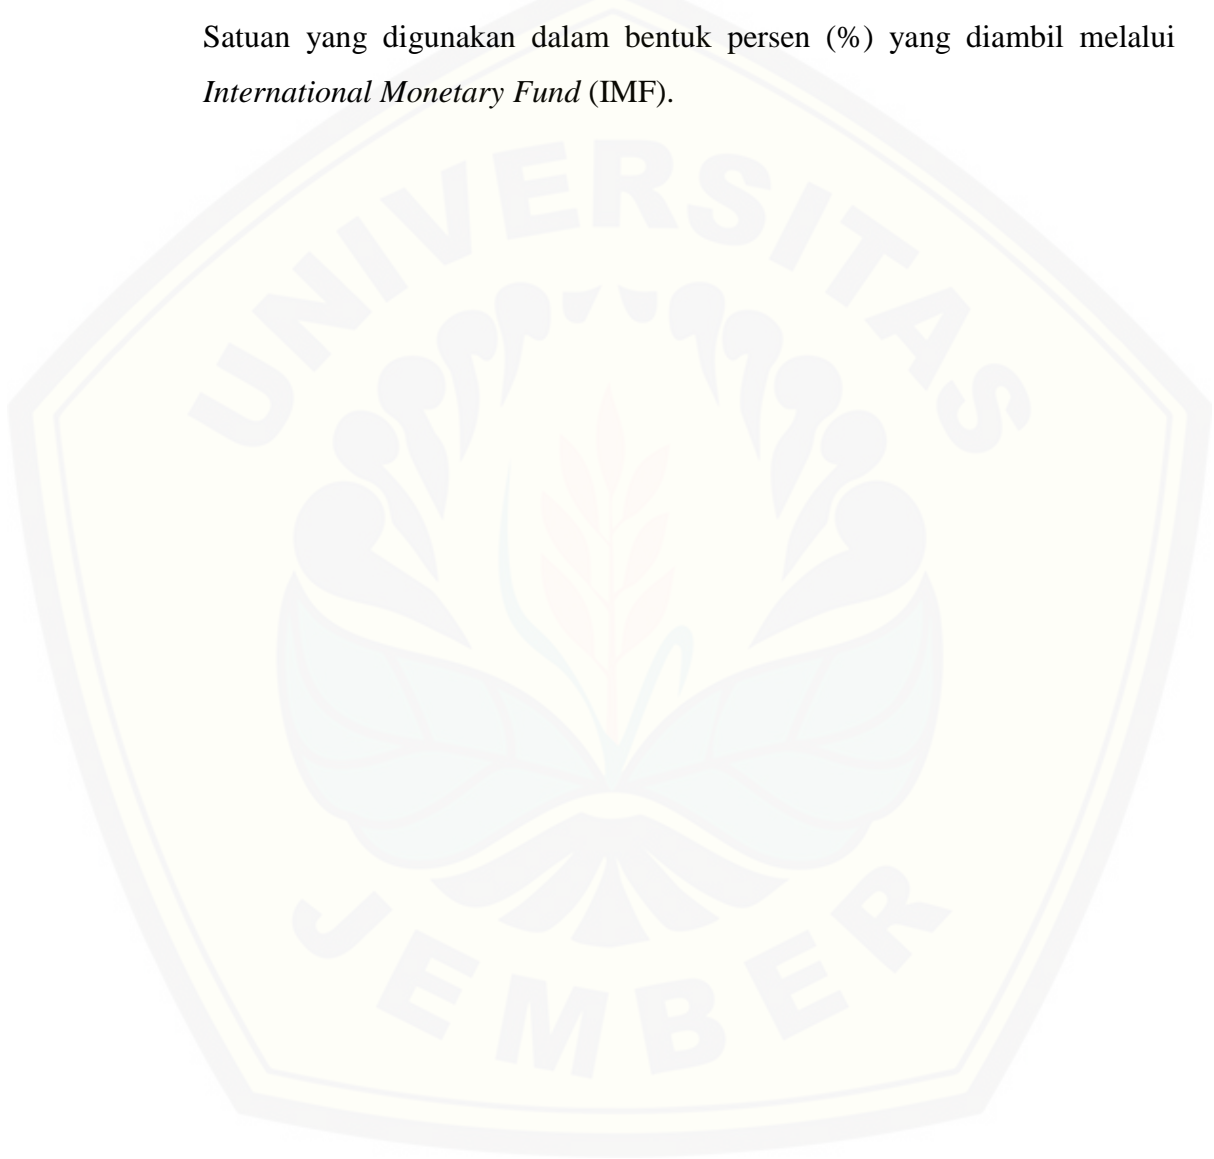 Satuan yang digunakan dalam bentuk persen (%) yang diambil melalui
International Monetary Fund (IMF).
UNIVERSITAS
JEMBER